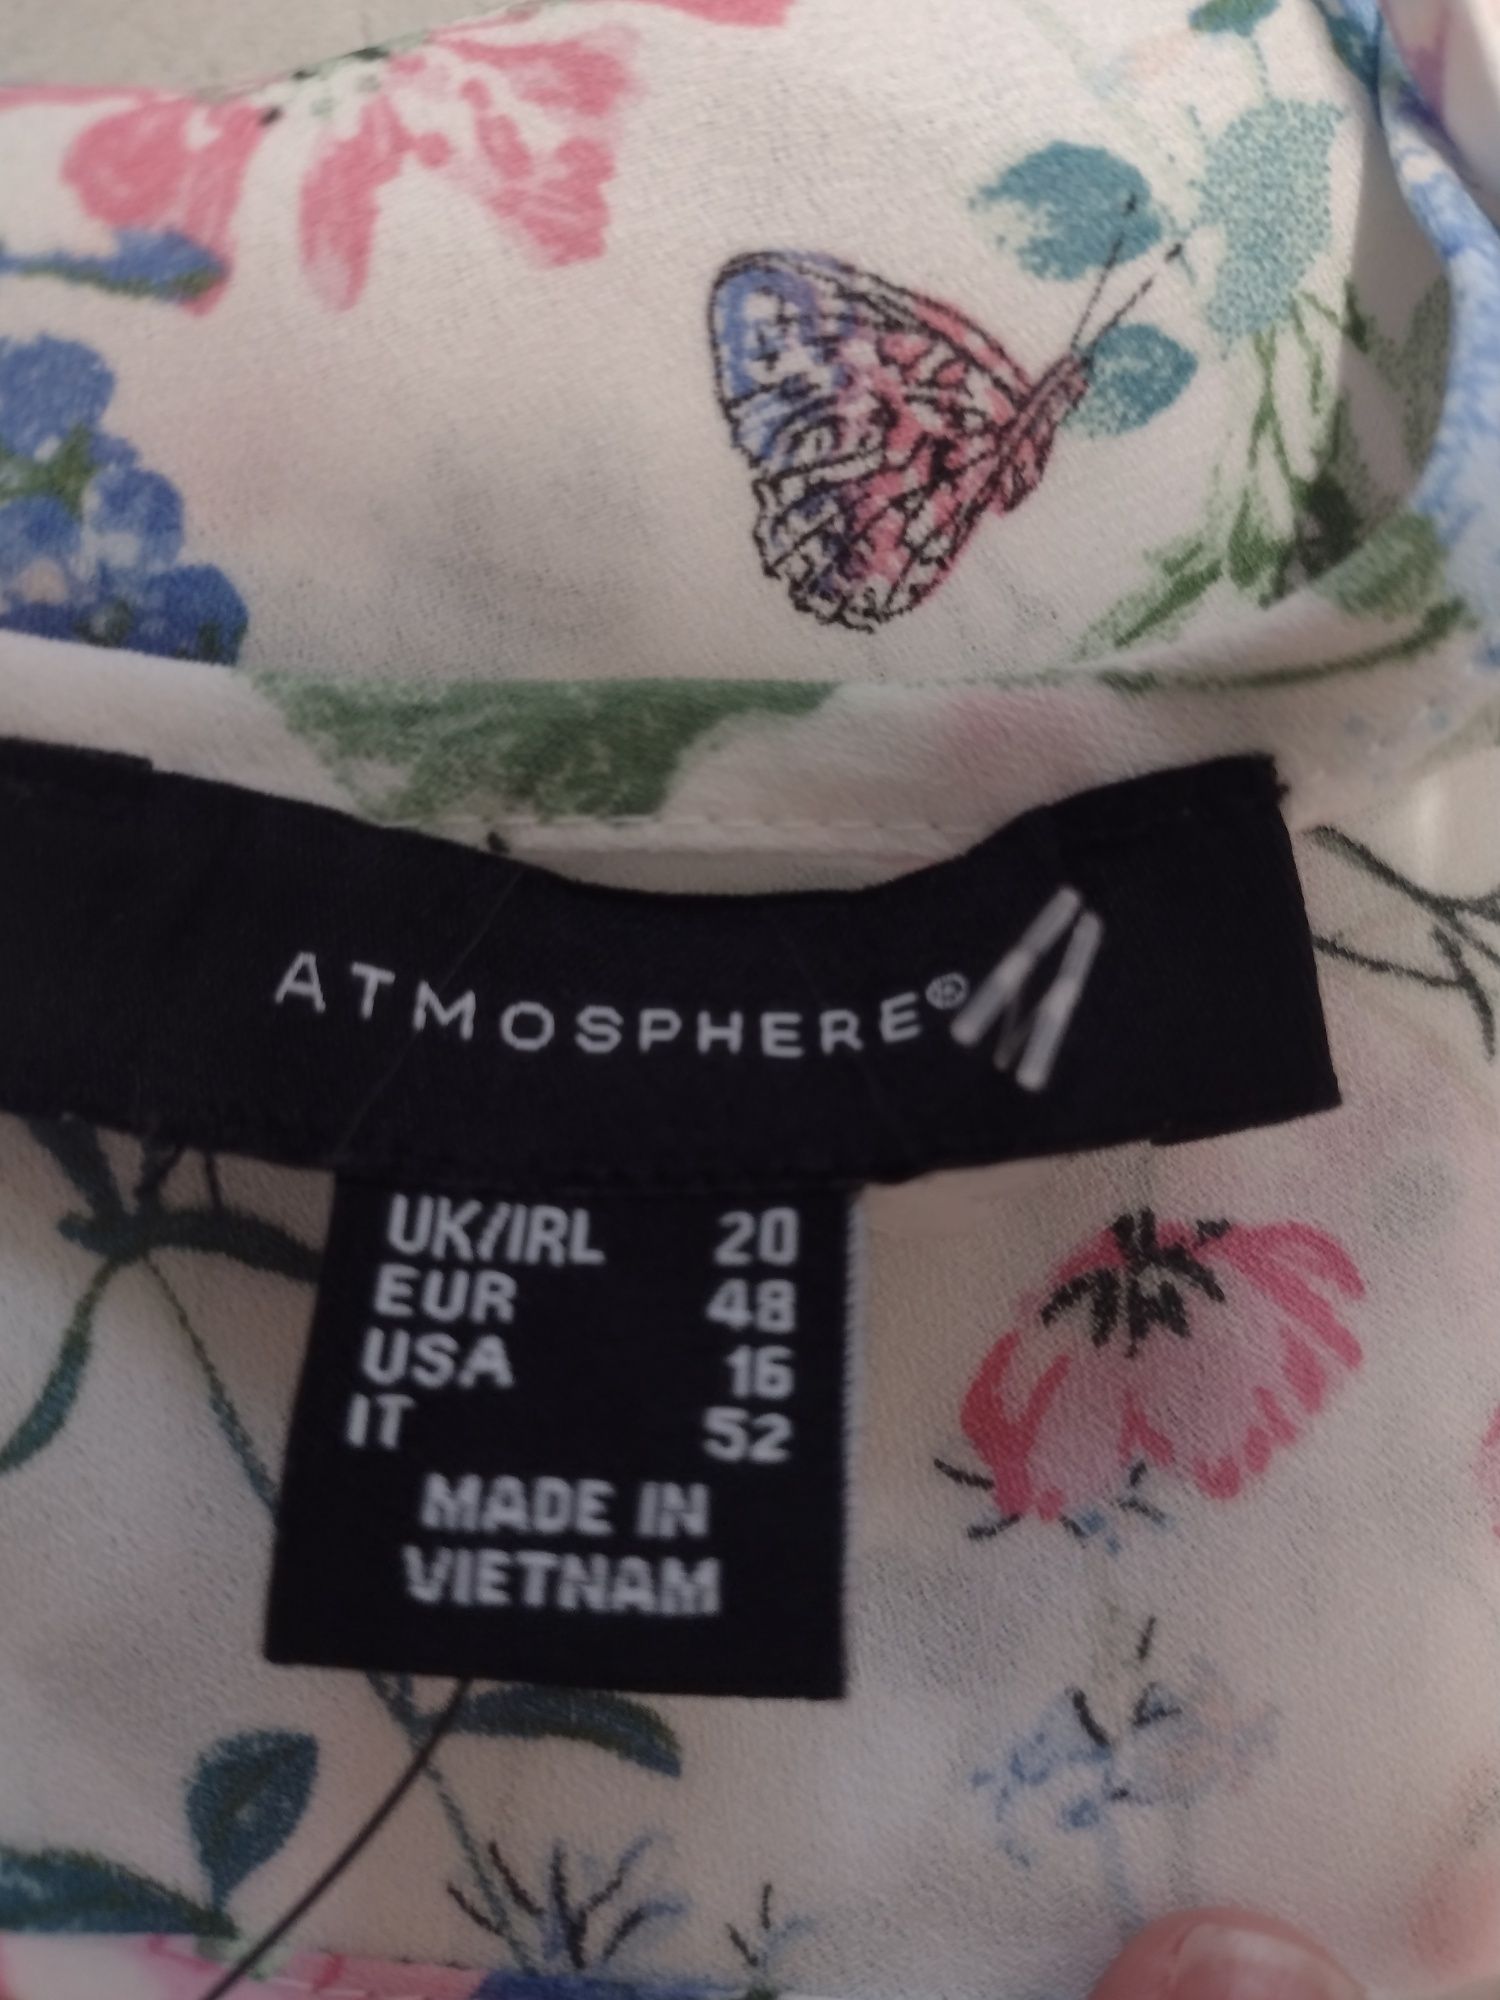 ATMOSPHERE®
UK/IRL 20
EUR 48
USA 16
IT 52
MADE IN
VIETNAM